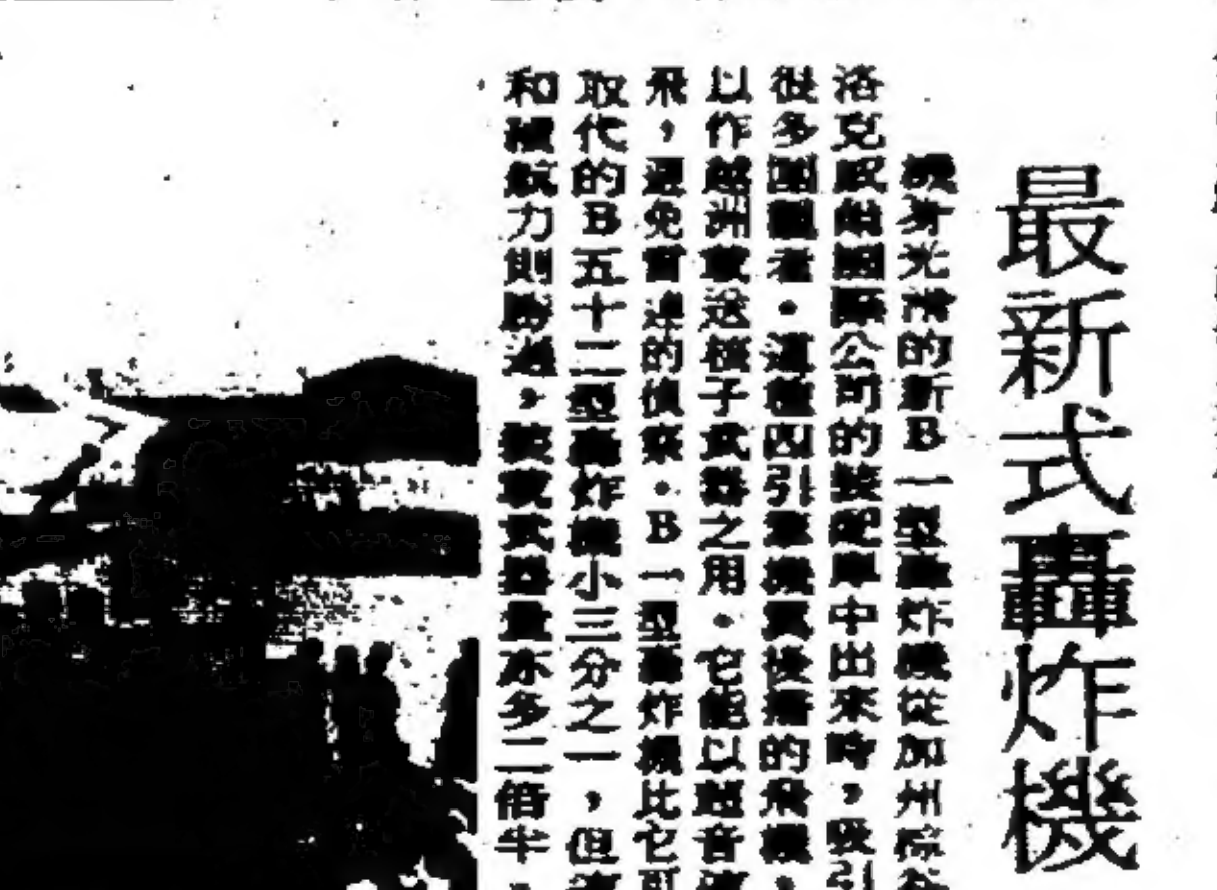 最新式轟炸機
機身光滑的新B一型轟炸機從加州棕谷
洛克威爾國際公司的裝配庫中出來時，吸引
很多圍觀者。這種四引擎機翼後掠的飛機，
以作越洲載送核子武器之用。它能以超音速
飛，避免雷達的偵察。B一型轟炸機比它可
取代的B五十二型轟炸機小三分之一，但速
和續航力則勝過，裝載武器量亦多二倍半，